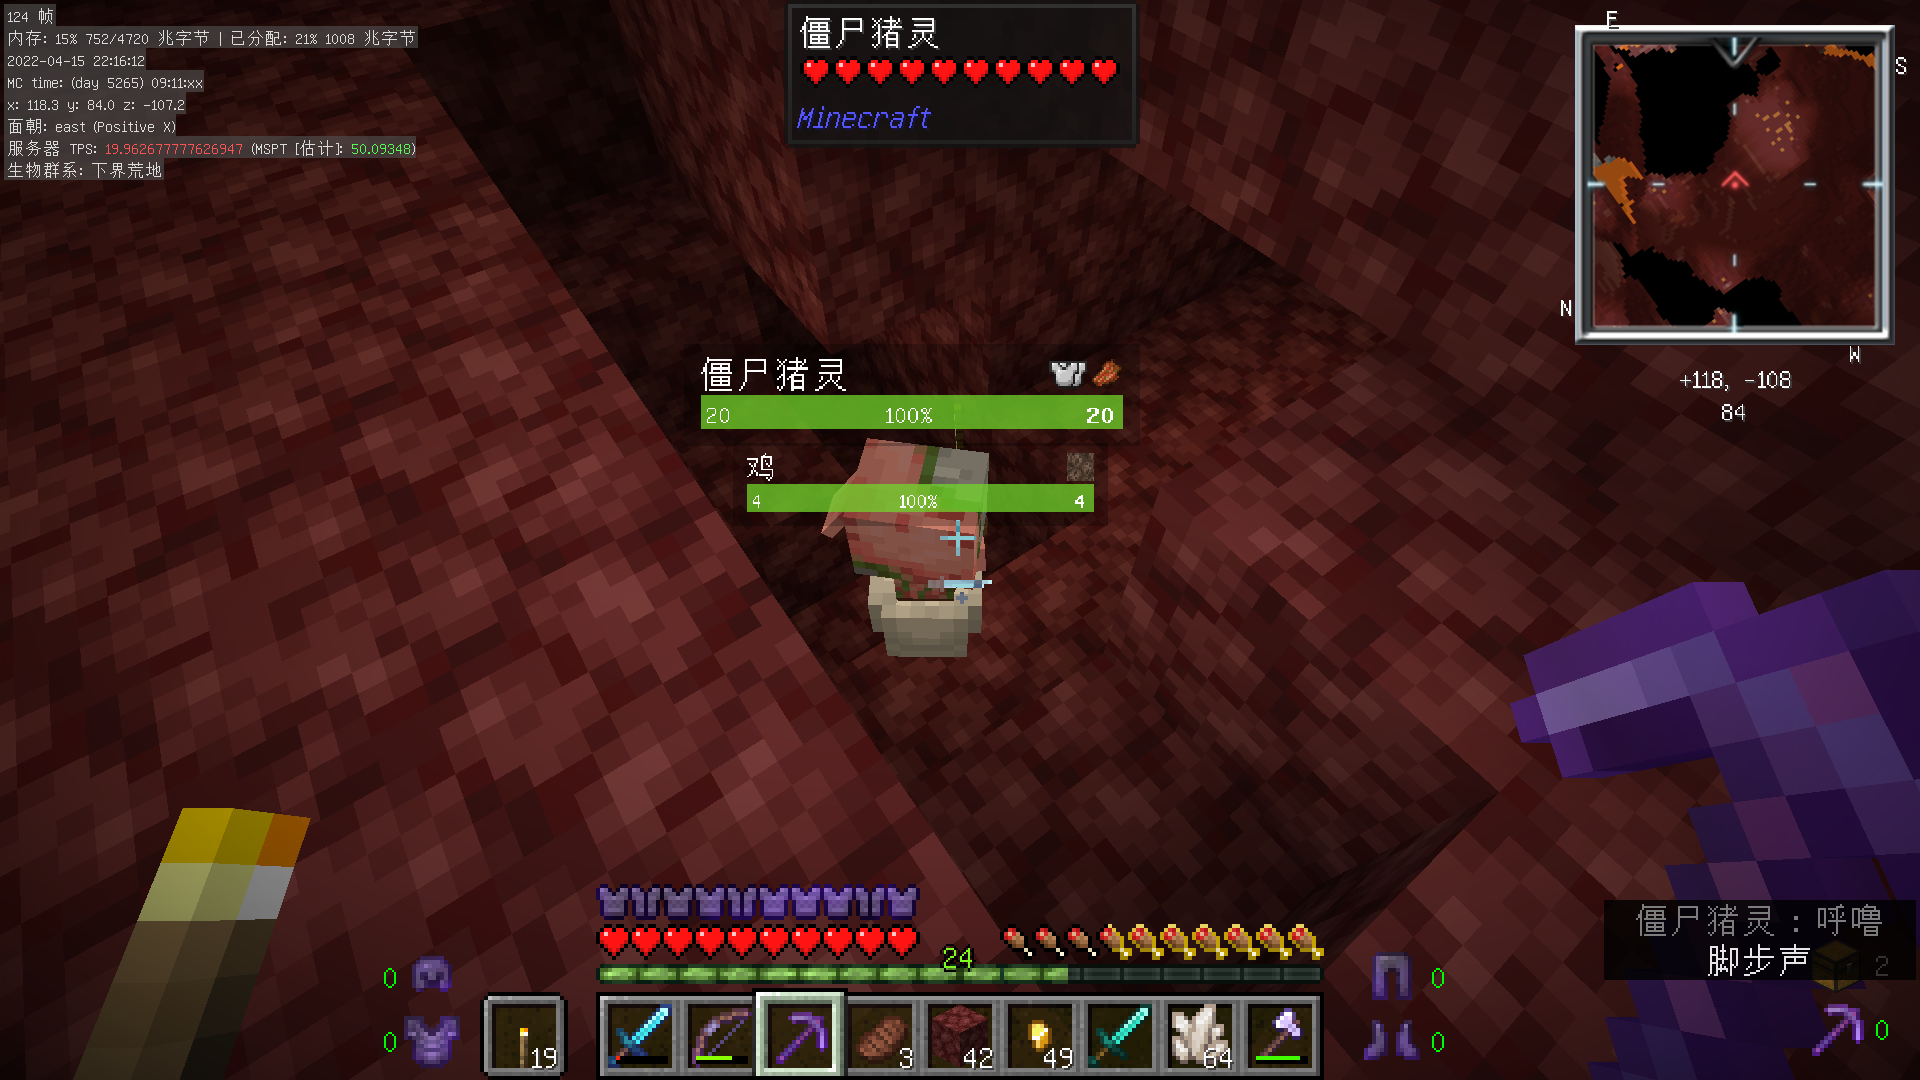 124 帧
内存: 15% 752/4720 兆字节 | 已分配: 21% 1008 兆字节
2022-04-15 22:16:12
MC time: (day 5265) 09:11:xx
x: 118.3 y: 84.0 z: -107.2
面朝: east (Positive X)
服务器 TPS: 19.962677777626947 (MSPT [估计]: 50.09348)
生物群系: 下界荒地
僵尸猪灵
Minecraft
E
S
N
W
+118, -108
84
僵尸猪灵
20 100% 20
鸡
4 100% 4
僵尸猪灵：呼噜
脚步声
2
24
0
0
0
0
0
19
3
42
49
64